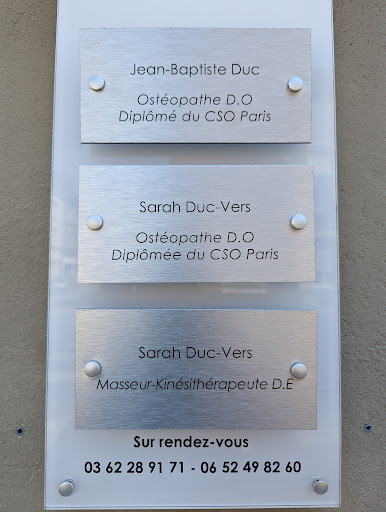 Jean-Baptiste Duc
Ostéopathe D.O
Diplômé du CSO Paris
Sarah Duc-Vers
Ostéopathe D.O
Diplômée du CSO Paris
Sarah Duc-Vers
Masseur-Kinésithérapeute D.E
Sur rendez-vous
03 62 28 91 71 - 06 52 49 82 60